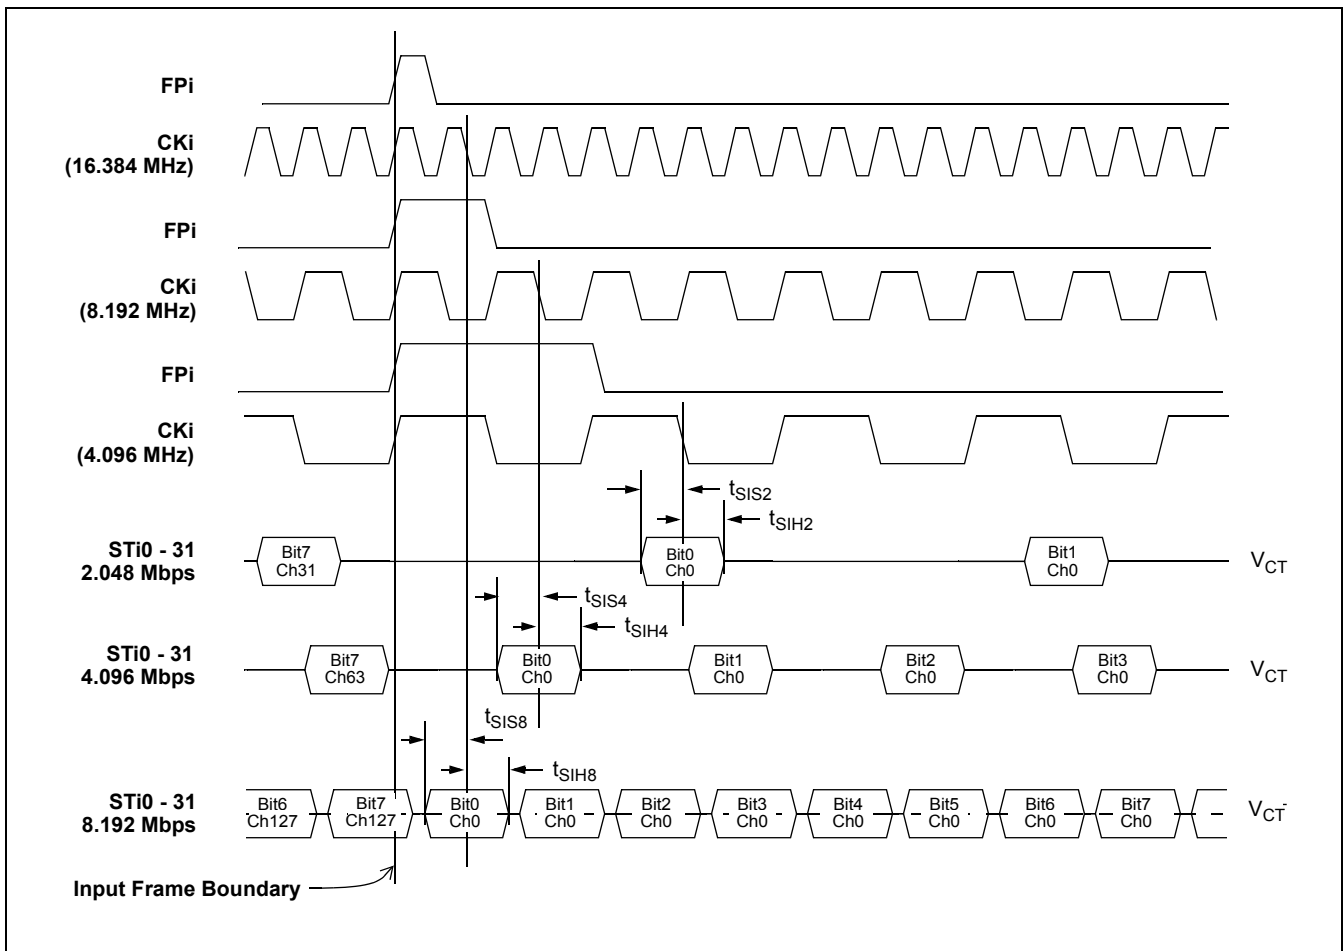 FPi
CKi
(16.384 MHz)
FPi
CKi
(8.192 MHz)
FPi
CKi
(4.096 MHz)
tSIS2
tSIH2
STi0 - 31
2.048 Mbps
Bit7
Ch31
Bit0
Ch0
Bit1
Ch0
VCT
tSIS4
tSIH4
STi0 - 31
4.096 Mbps
Bit7
Ch63
Bit0
Ch0
Bit1
Ch0
Bit2
Ch0
Bit3
Ch0
VCT
tSIS8
tSIH8
STi0 - 31
8.192 Mbps
Bit6
Ch127
Bit7
Ch127
Bit0
Ch0
Bit1
Ch0
Bit2
Ch0
Bit3
Ch0
Bit4
Ch0
Bit5
Ch0
Bit6
Ch0
Bit7
Ch0
VCT
Input Frame Boundary